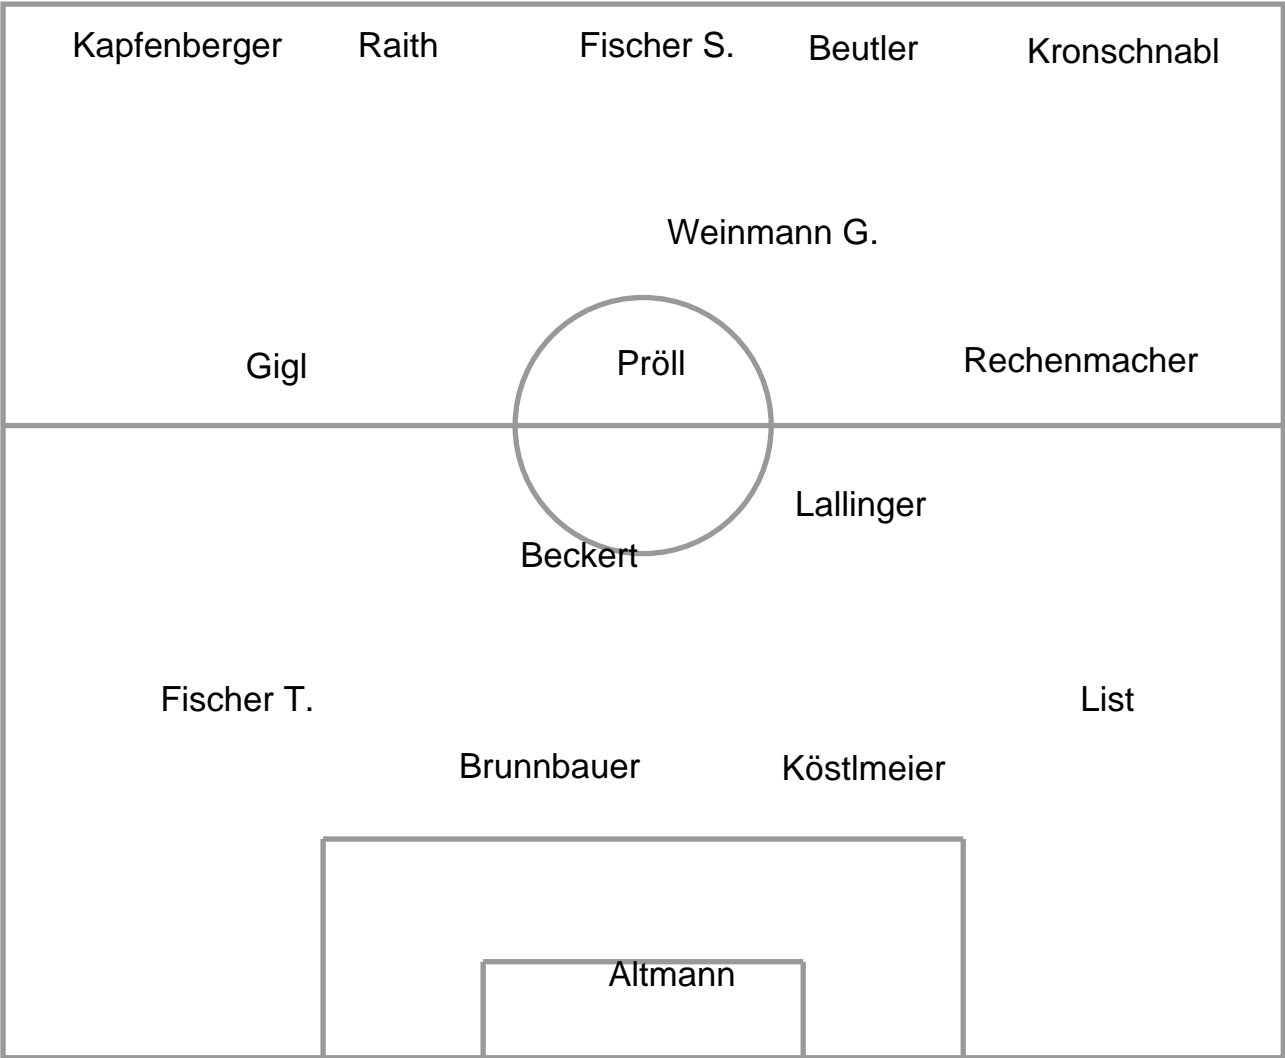 Kapfenberger Raith Fischer S. Beutler Kronschnabl
Weinmann G.
Gigl Pröll Rechenmacher
Lallinger
Beckert
Fischer T. List
Brunnbauer Köstlmeier
Altmann